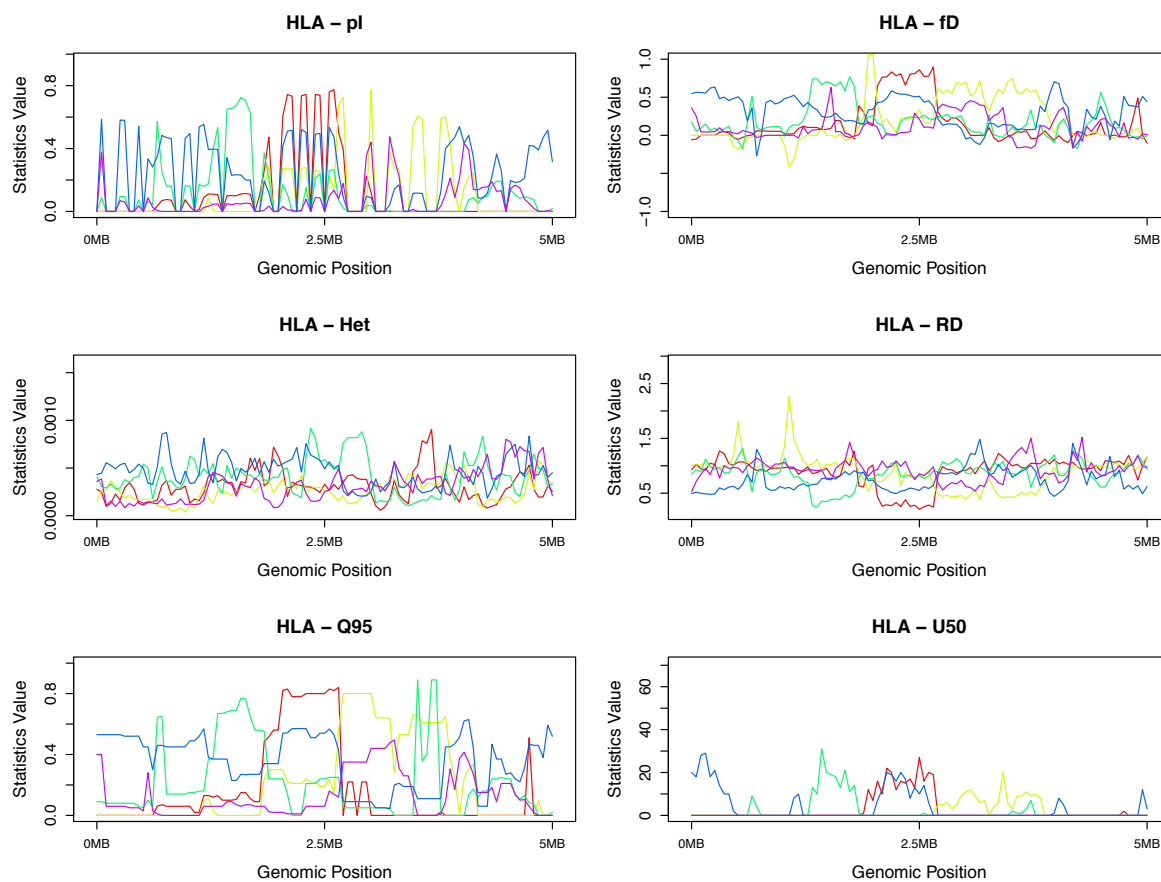 HLA − pI
Statistics Value
0.0
0.4
0.8
0MB
2.5MB
5MB
Genomic Position
HLA − fD
Statistics Value
−1.0
0.0
0.5
1.0
0MB
2.5MB
5MB
Genomic Position
HLA − Het
Statistics Value
0.0000
0.0010
0MB
2.5MB
5MB
Genomic Position
HLA − RD
Statistics Value
0.5
1.5
2.5
0MB
2.5MB
5MB
Genomic Position
HLA − Q95
Statistics Value
0.0
0.4
0.8
0MB
2.5MB
5MB
Genomic Position
HLA − U50
Statistics Value
0
20
40
60
0MB
2.5MB
5MB
Genomic Position